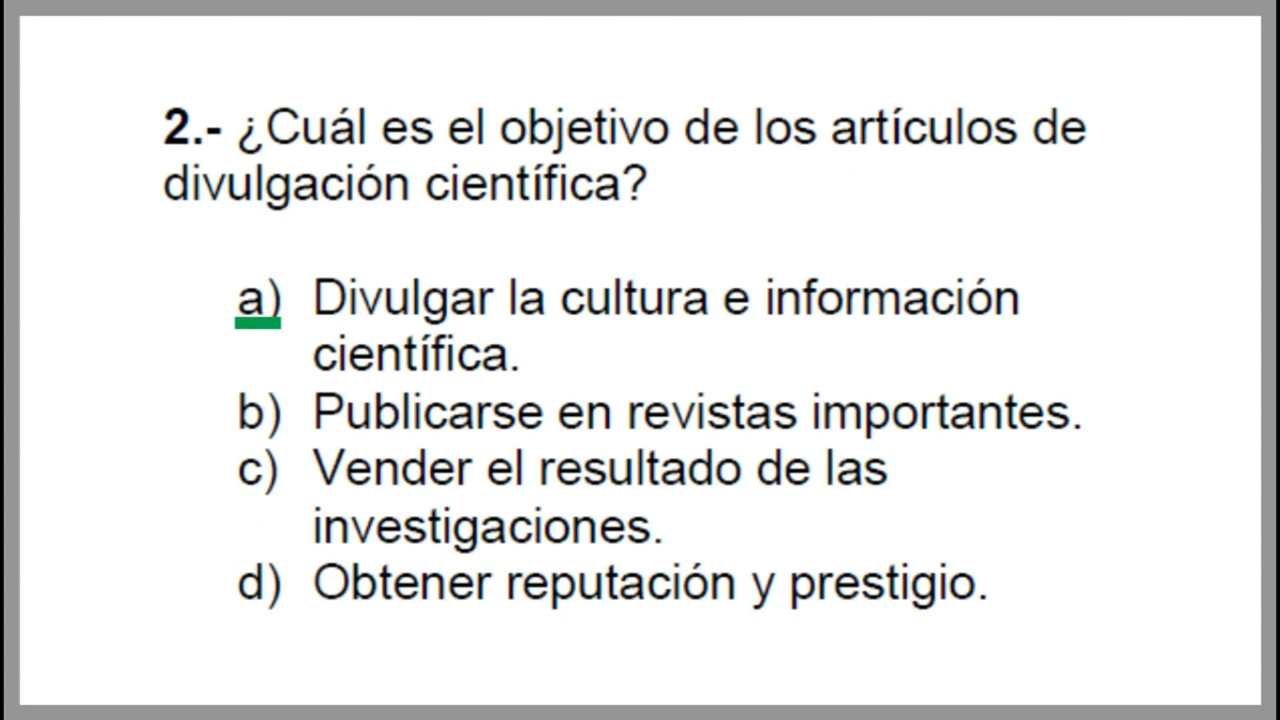 2.- ¿Cuál es el objetivo de los artículos de
divulgación científica?
a) Divulgar la cultura e información
científica.
b) Publicarse en revistas importantes.
c) Vender el resultado de las
investigaciones.
d) Obtener reputación y prestigio.